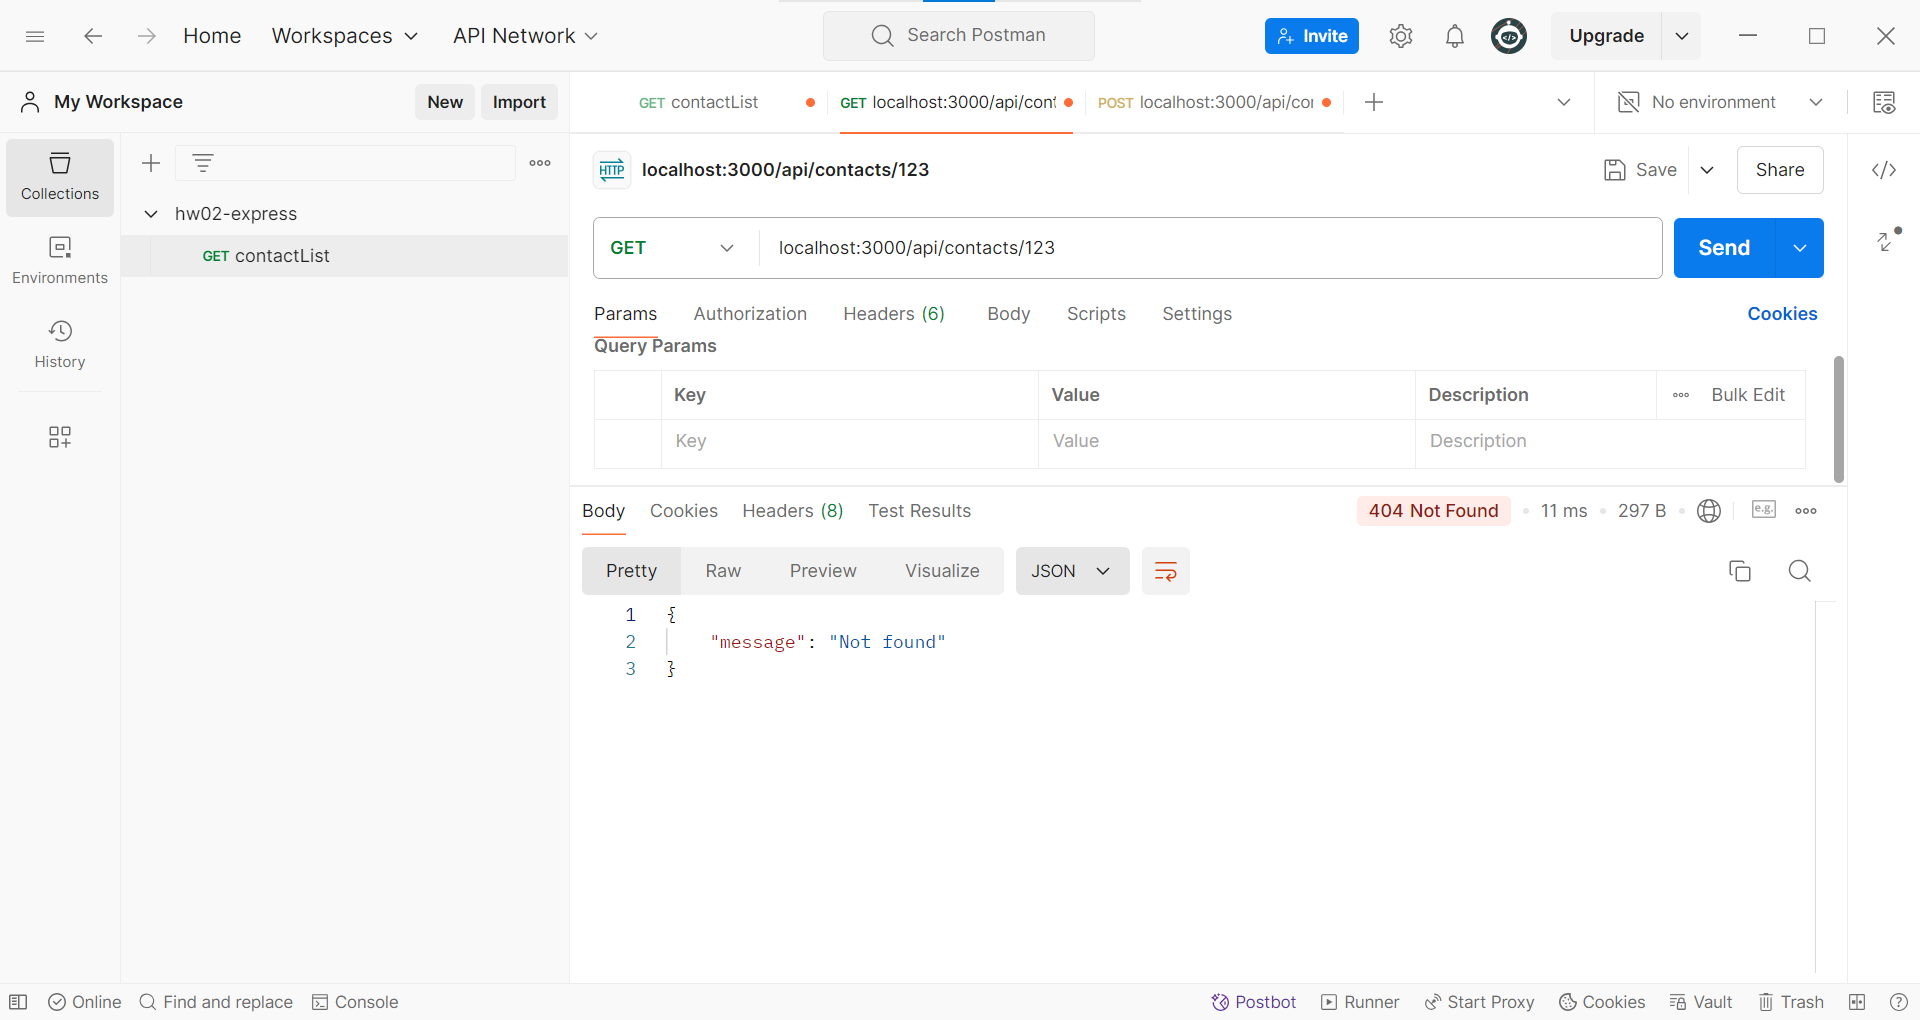 Home Workspaces API Network Search Postman Invite Upgrade
My Workspace New Import
GET contactList GET localhost:3000/api/cont POST localhost:3000/api/co No environment
Collections
Environments
History
hw02-express
GET contactList
HTTP localhost:3000/api/contacts/123 Save Share
GET localhost:3000/api/contacts/123 Send
Params Authorization Headers (6) Body Scripts Settings Cookies
Query Params
Key Value Description Bulk Edit
Key Value Description
Body Cookies Headers (8) Test Results 404 Not Found • 11 ms • 297 B • e.g.
Pretty Raw Preview Visualize JSON
1 {
2 "message": "Not found"
3 }
Online Find and replace Console Postbot Runner Start Proxy Cookies Vault Trash